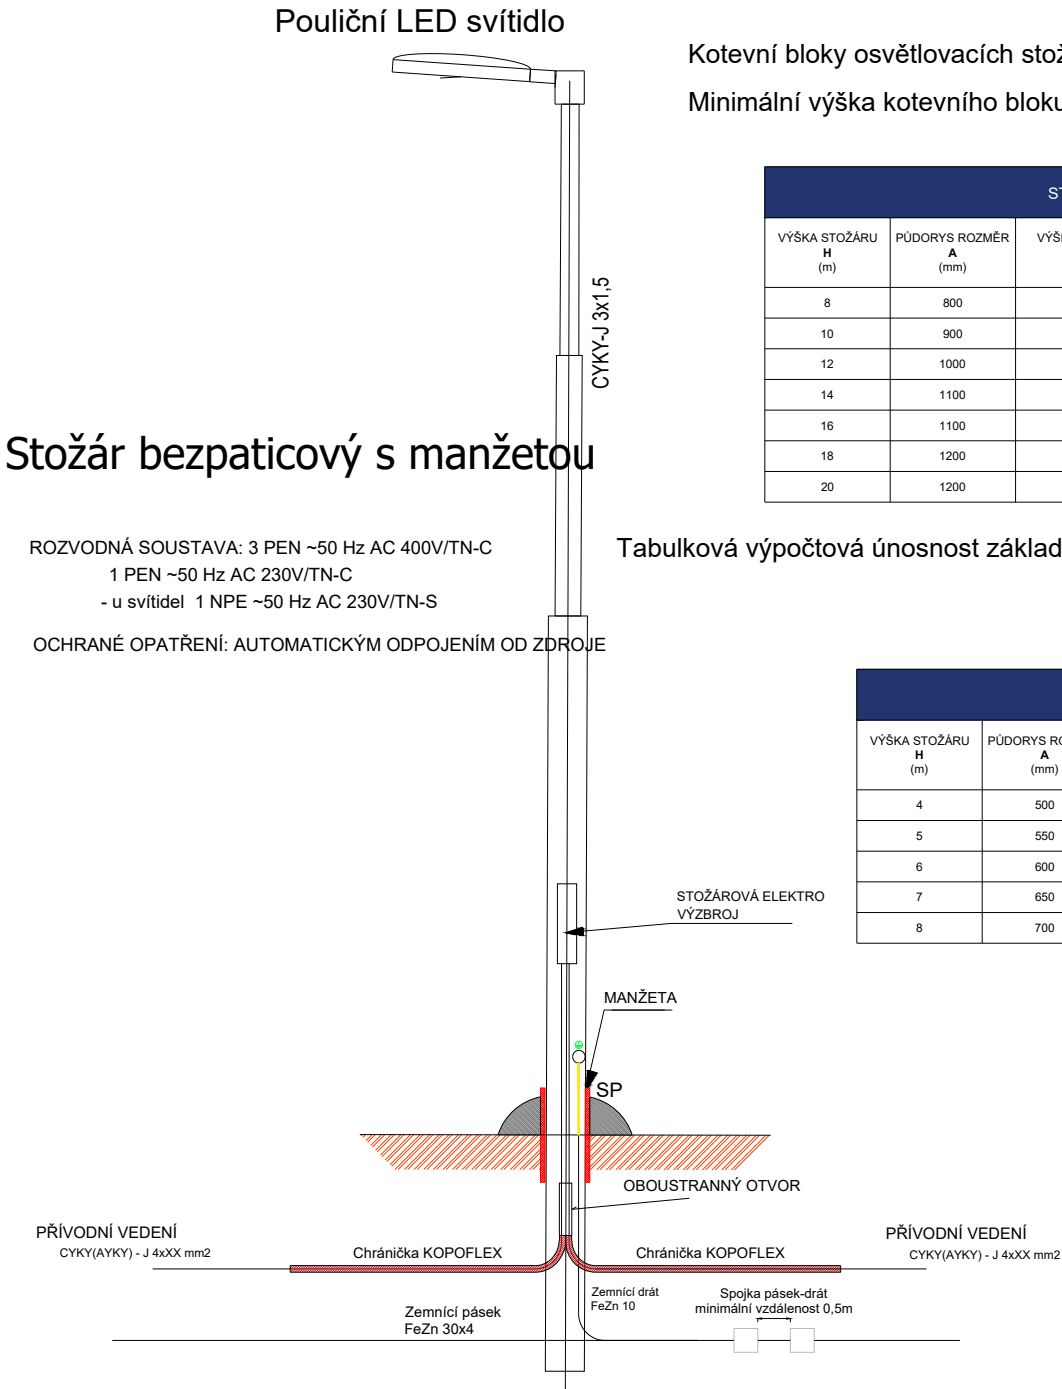 Pouliční LED svítidlo
Kotevní bloky osvětlovacích
Minimální výška kotevního bloku
VÝŠKA STOŽÁRU
H
(m)
PŮDORYS ROZMĚR
A
(mm)
8 800
10 900
12 1000
14 1100
16 1100
18 1200
20 1200
CYKY-J 3x1,5
Stožár bezpaticový s manžetou
ROZVODNÁ SOUSTAVA: 3 PEN ~50 Hz AC 400V/TN-C
1 PEN ~50 Hz AC 230V/TN-C
- u svítidel 1 NPE ~50 Hz AC 230V/TN-S
OCHRANÉ OPATŘENÍ: AUTOMATICKÝM ODPOJENÍM OD ZDROJE
Tabulková výpočtová únosnost
VÝŠKA STOŽÁRU
H
(m)
PŮDORYS
A
(mm)
4 500
5 550
6 600
7 650
8 700
STOŽÁROVÁ ELEKTRO
VÝZBROJ
MANŽETA
SP
OBOUSTRANNÝ OTVOR
PŘÍVODNÍ VEDENÍ
CYKY(AYKY) - J 4xXX mm2
Chránička KOPOFLEX
Chránička KOPOFLEX
PŘÍVODNÍ VEDENÍ
CYKY(AYKY) - J 4xXX mm2
Zemnící pásek
FeZn 30x4
Zemnící drát
FeZn 10
Spojka pásek-drát
minimální vzdálenost 0,5m